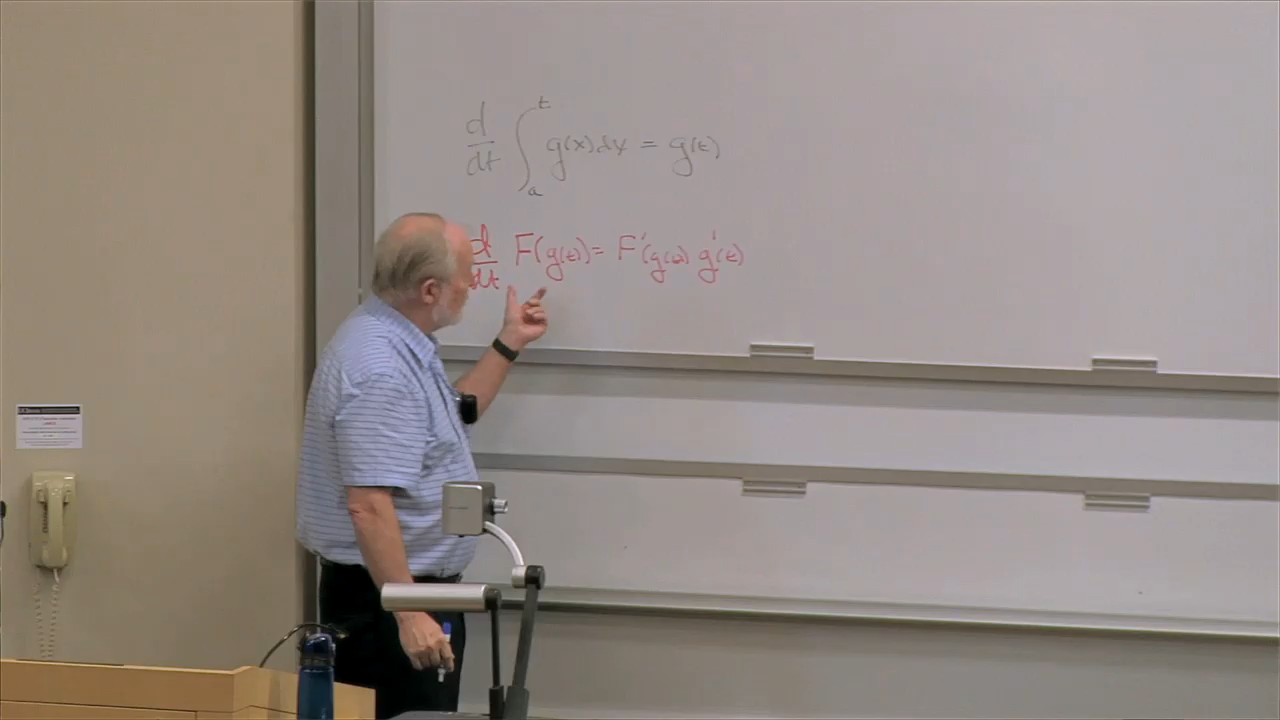 d/dt ∫_a^t g(x)dx = g(t)
d/dt F(g(t)) = F'(g(t)) g'(t)